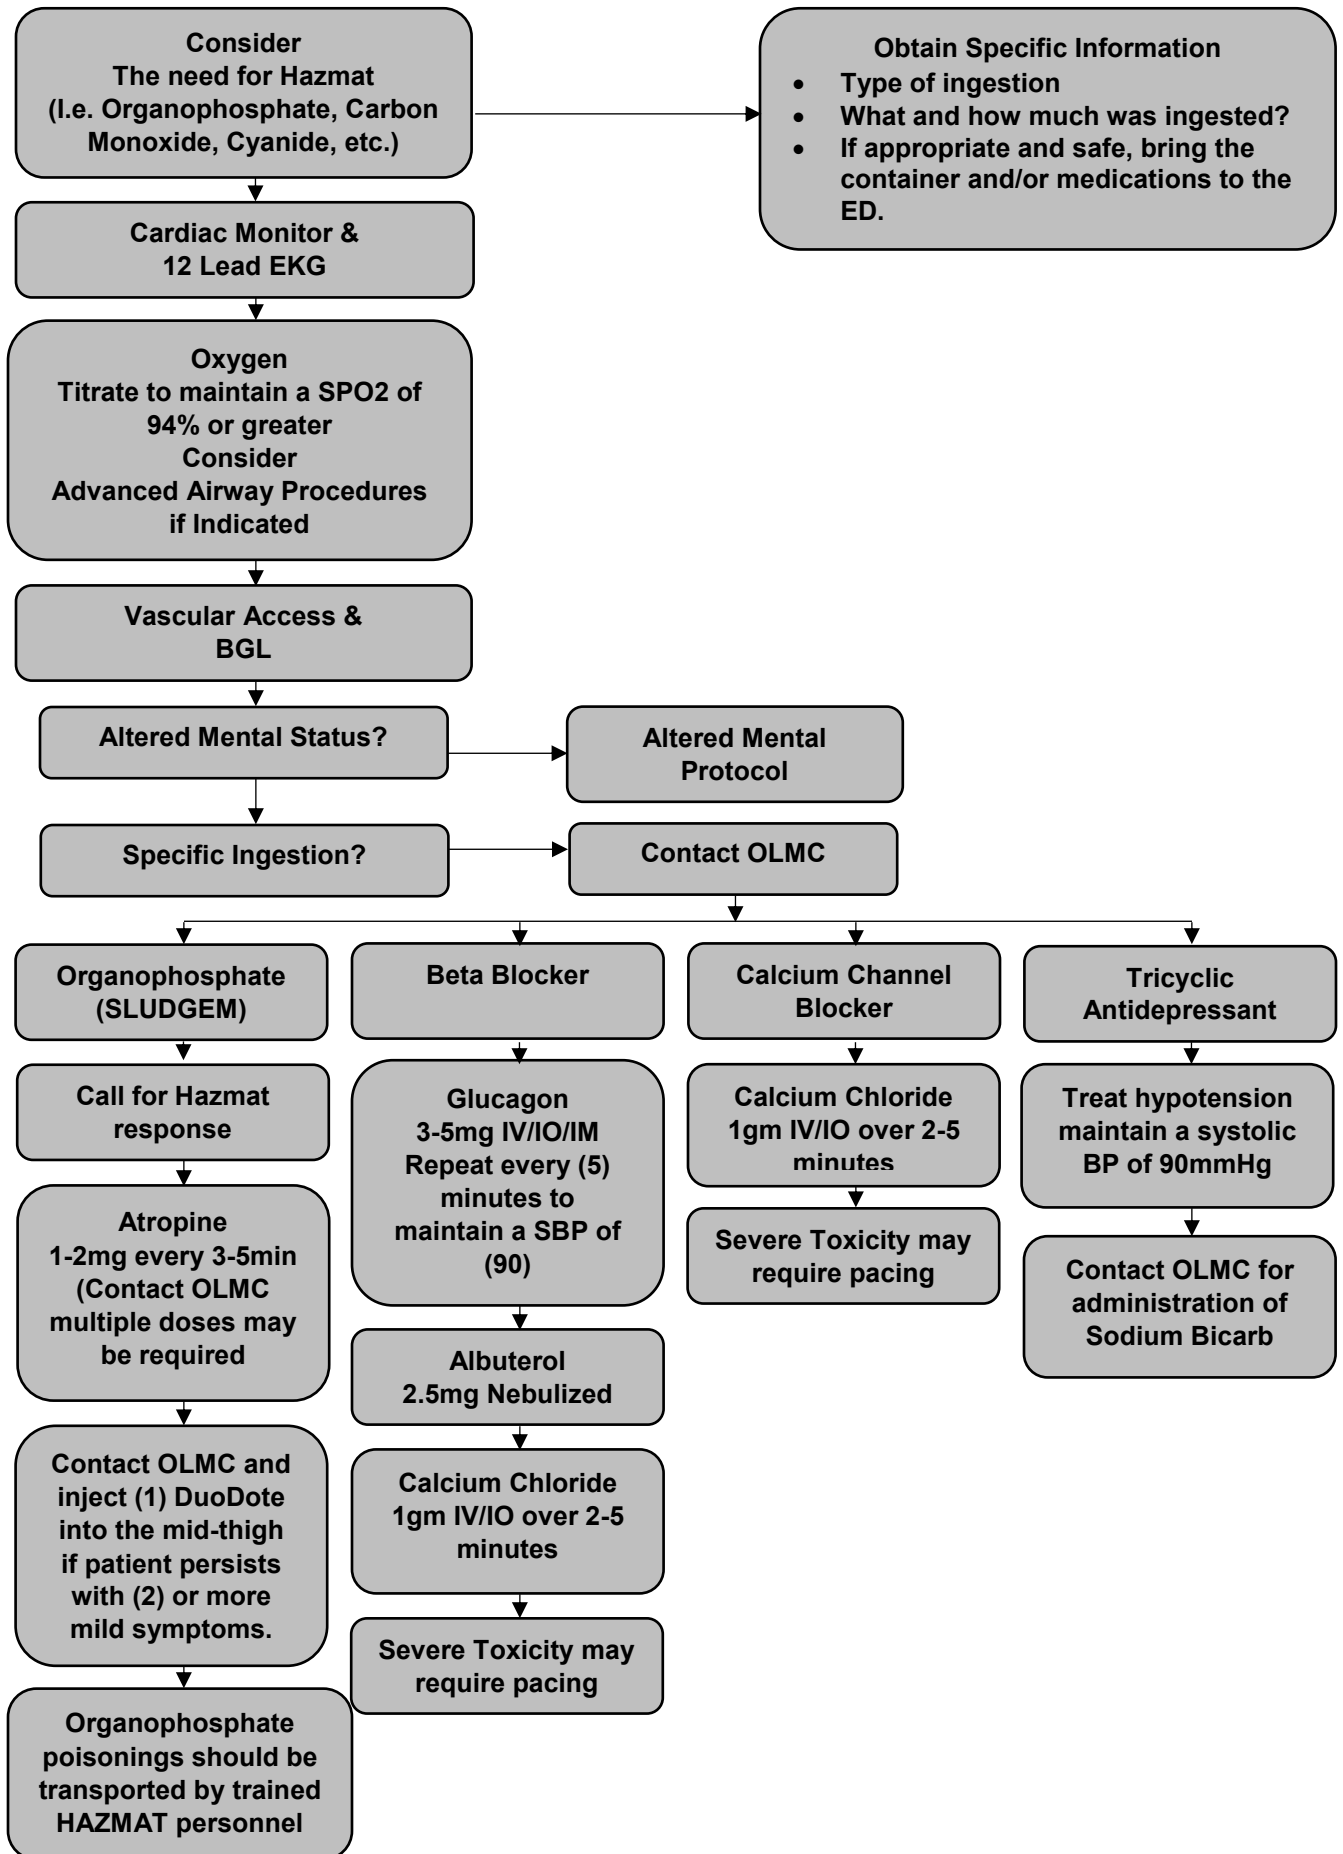 Consider
The need for Hazmat
(I.e. Organophosphate, Carbon
Monoxide, Cyanide, etc.)
Obtain Specific Information
• Type of ingestion
• What and how much was ingested?
• If appropriate and safe, bring the
container and/or medications to the
ED.
Cardiac Monitor &
12 Lead EKG
Oxygen
Titrate to maintain a SPO2 of
94% or greater
Consider
Advanced Airway Procedures
if Indicated
Vascular Access &
BGL
Altered Mental Status?
Altered Mental
Protocol
Specific Ingestion?
Contact OLMC
Organophosphate
(SLUDGEM)
Call for Hazmat
response
Atropine
1-2mg every 3-5min
(Contact OLMC
multiple doses may
be required
Contact OLMC and
inject (1) DuoDote
into the mid-thigh
if patient persists
with (2) or more
mild symptoms.
Organophosphate
poisonings should be
transported by trained
HAZMAT personnel
Beta Blocker
Glucagon
3-5mg IV/IO/IM
Repeat every (5)
minutes to
maintain a SBP of
(90)
Albuterol
2.5mg Nebulized
Calcium Chloride
1gm IV/IO over 2-5
minutes
Severe Toxicity may
require pacing
Calcium Channel
Blocker
Calcium Chloride
1gm IV/IO over 2-5
minutes
Severe Toxicity may
require pacing
Tricyclic
Antidepressant
Treat hypotension
maintain a systolic
BP of 90mmHg
Contact OLMC for
administration of
Sodium Bicarb